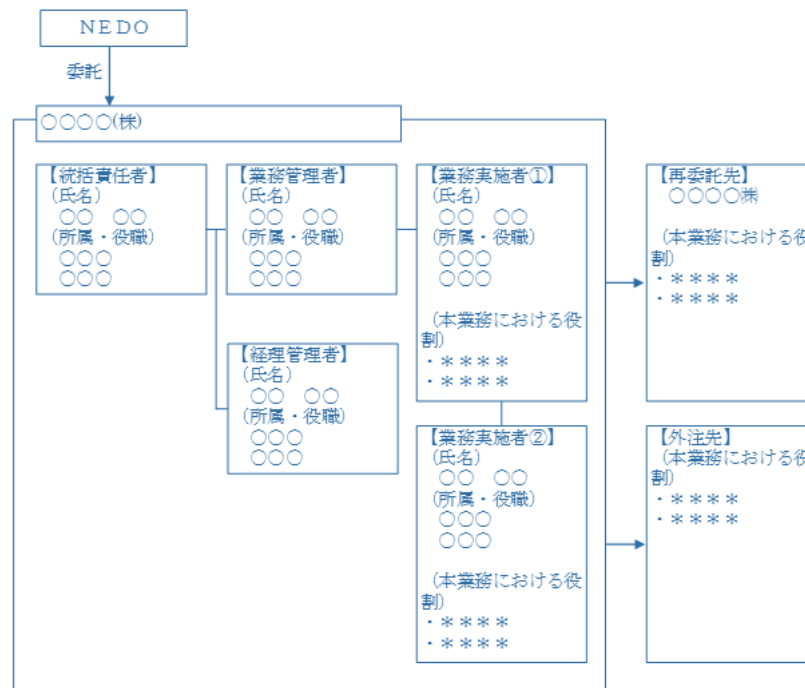 NEDO
委託
○○○○(株)
【統括責任者】
(氏名)
○○ ○○
(所属・役職)
○○○
○○○
【業務管理者】
(氏名)
○○ ○○
(所属・役職)
○○○
○○○
【経理管理者】
(氏名)
○○ ○○
(所属・役職)
○○○
○○○
【業務実施者①】
(氏名)
○○ ○○
(所属・役職)
○○○
○○○
(本業務における役
割)
・＊＊＊＊
・＊＊＊＊
【業務実施者②】
(氏名)
○○ ○○
(所属・役職)
○○○
○○○
(本業務における役
割)
・＊＊＊＊
・＊＊＊＊
【再委託先】
○○○○㈱
(本業務における役
割)
・＊＊＊＊
・＊＊＊＊
【外注先】
(本業務における役
割)
・＊＊＊＊
・＊＊＊＊